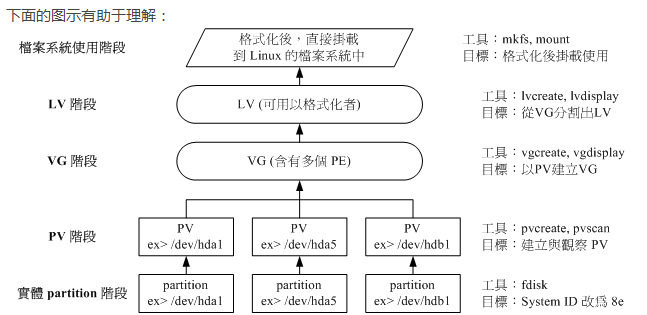 下面的图示有助于理解：
檔案系統使用階段
格式化後，直接掛載
到 Linux 的檔案系統中
工具：mkfs, mount
目標：格式化後掛載使用
LV 階段
LV (可用以格式化者)
工具：lvcreate, lvdisplay
目標：從VG分割出LV
VG 階段
VG (含有多個 PE)
工具：vgcreate, vgdisplay
目標：以PV建立VG
PV 階段
PV
ex> /dev/hda1
PV
ex> /dev/hda5
PV
ex> /dev/hdb1
工具：pvcreate, pvscan
目標：建立與觀察 PV
實體 partition 階段
partition
ex> /dev/hda1
partition
ex> /dev/hda5
partition
ex> /dev/hdb1
工具：fdisk
目標：System ID 改為 8e